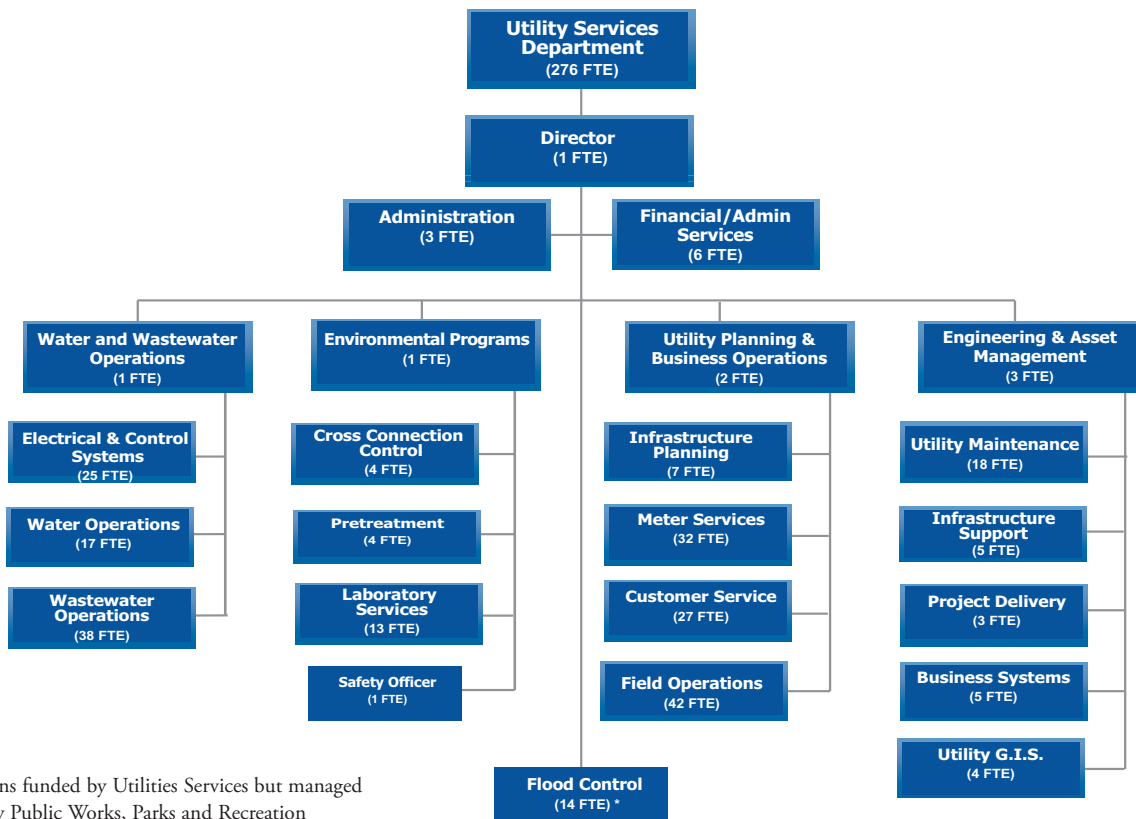 Utility Services
Department
(276 FTE)
Director
(1 FTE)
Administration
(3 FTE)
Financial/Admin
Services
(6 FTE)
Water and Wastewater
Operations
(1 FTE)
Electrical & Control
Systems
(25 FTE)
Water Operations
(17 FTE)
Wastewater
Operations
(38 FTE)
Environmental Programs
(1 FTE)
Cross Connection
Control
(4 FTE)
Pretreatment
(4 FTE)
Laboratory
Services
(13 FTE)
Safety Officer
(1 FTE)
Utility Planning &
Business Operations
(2 FTE)
Infrastructure
Planning
(7 FTE)
Meter Services
(32 FTE)
Customer Service
(27 FTE)
Field Operations
(42 FTE)
Engineering & Asset
Management
(3 FTE)
Utility Maintenance
(18 FTE)
Infrastructure
Support
(5 FTE)
Project Delivery
(3 FTE)
Business Systems
(5 FTE)
Utility G.I.S.
(4 FTE)
Flood Control
(14 FTE) *
funded by Utilities Services but managed
Public Works, Parks and Recreation